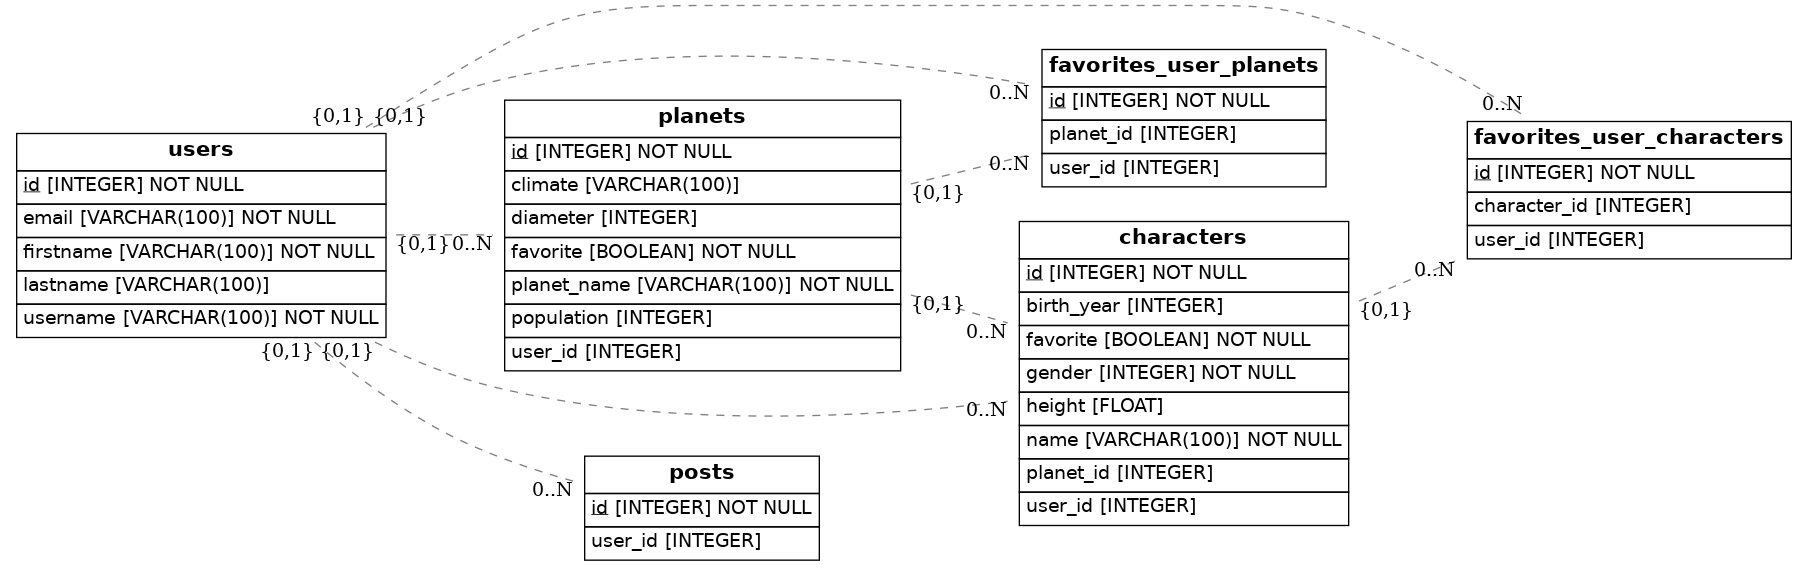 users
id [INTEGER] NOT NULL
email [VARCHAR(100)] NOT NULL
firstname [VARCHAR(100)] NOT NULL
lastname [VARCHAR(100)]
username [VARCHAR(100)] NOT NULL
{0,1}
{0,1}
{0,1}
0..N
{0,1}
{0,1}
planets
id [INTEGER] NOT NULL
climate [VARCHAR(100)]
diameter [INTEGER]
favorite [BOOLEAN] NOT NULL
planet_name [VARCHAR(100)] NOT NULL
population [INTEGER]
user_id [INTEGER]
{0,1}
{0,1}
posts
id [INTEGER] NOT NULL
user_id [INTEGER]
0..N
favorites_user_planets
id [INTEGER] NOT NULL
planet_id [INTEGER]
user_id [INTEGER]
0..N
0..N
characters
id [INTEGER] NOT NULL
birth_year [INTEGER]
favorite [BOOLEAN] NOT NULL
gender [INTEGER] NOT NULL
height [FLOAT]
name [VARCHAR(100)] NOT NULL
planet_id [INTEGER]
user_id [INTEGER]
0..N
0..N
{0,1}
favorites_user_characters
id [INTEGER] NOT NULL
character_id [INTEGER]
user_id [INTEGER]
0..N
0..N